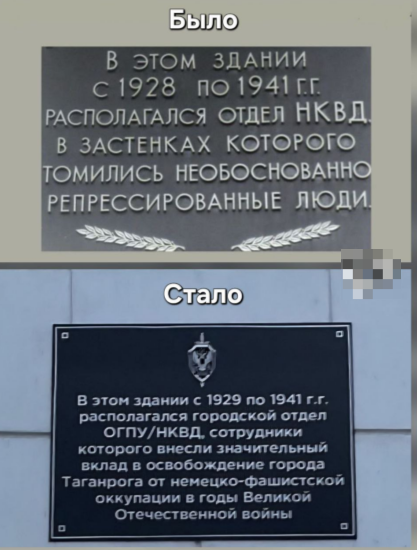 Было
В ЭТОМ ЗДАНИИ
С 1928 ПО 1941 Г.Г.
РАСПОЛАГАЛСЯ ОТДЕЛ НКВД,
В ЗАСТЕНКАХ КОТОРОГО
ТОМИЛИСЬ НЕОБОСНОВАННО
РЕПРЕССИРОВАННЫЕ ЛЮДИ.
Стало
В этом здании с 1929 по 1941 г.г.
располагался городской отдел
ОГПУ/НКВД, сотрудники
которого внесли значительный
вклад в освобождение города
Таганрога от немецко-фашистской
оккупации в годы Великой
Отечественной войны